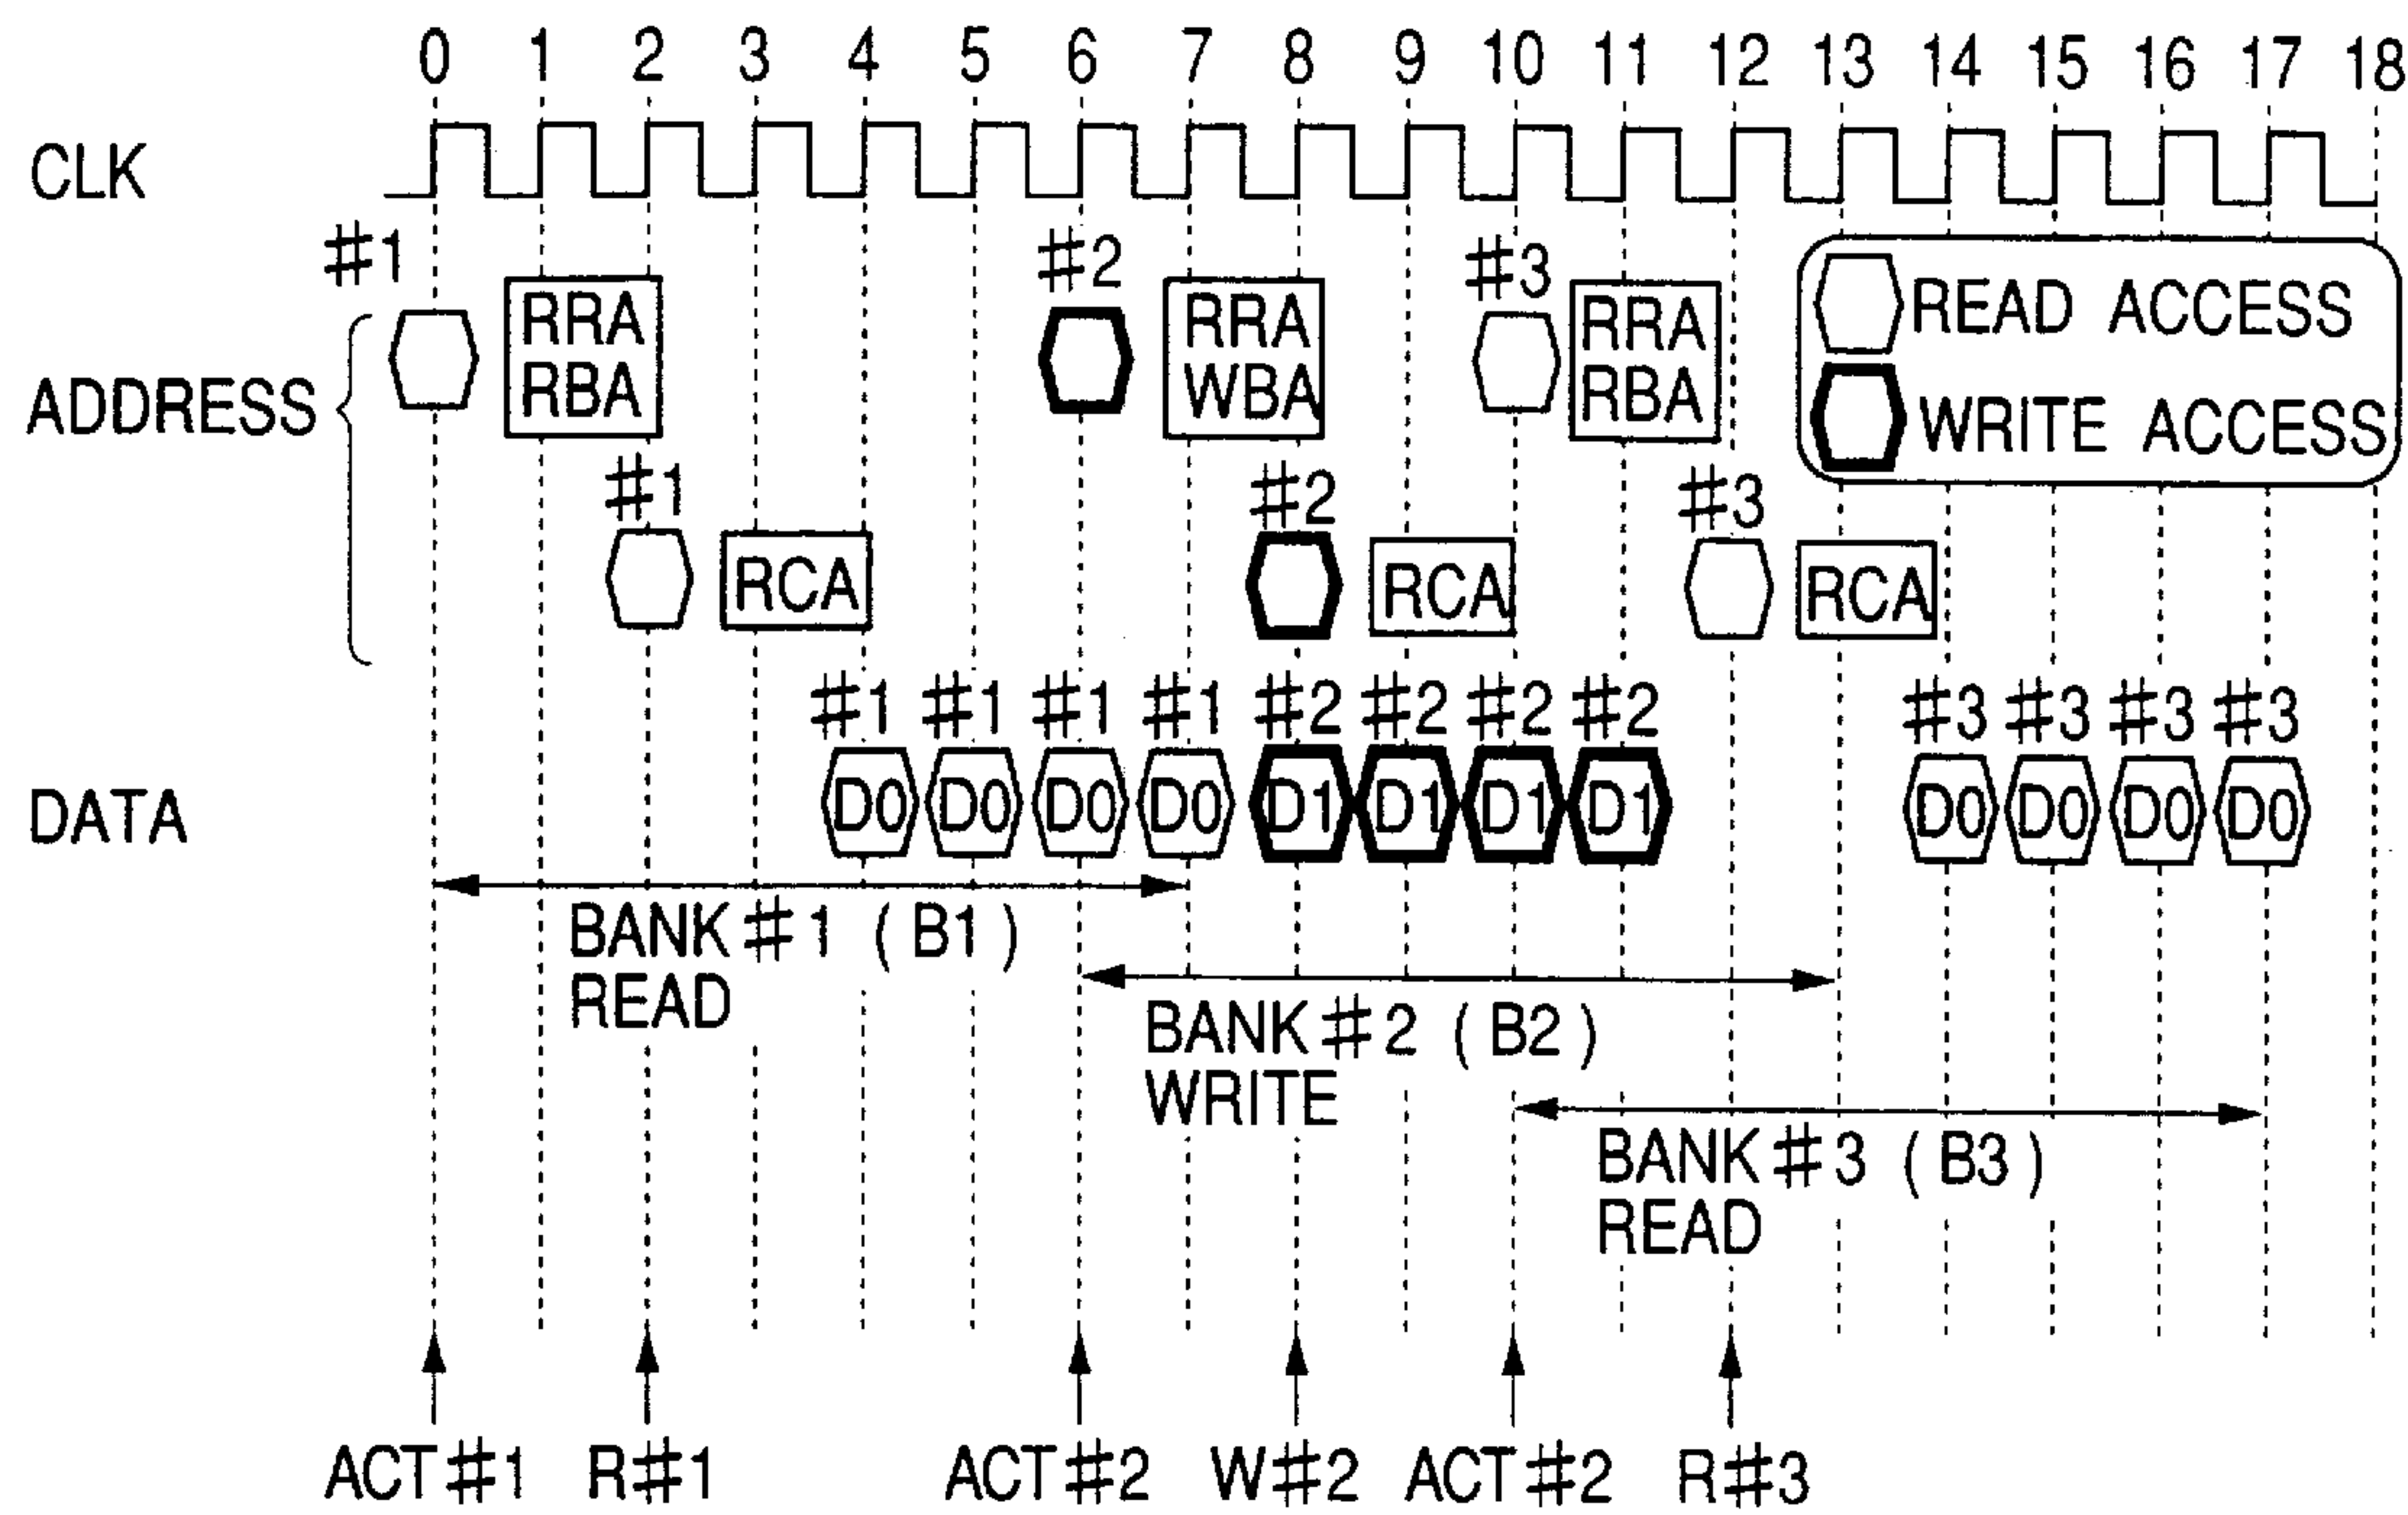 0 1 2 3 4 5 6 7 8 9 10 11 12 13 14 15 16 17 18
CLK
#1 #2 #3
RRA RRA RRA READ ACCESS
RBA WBA RBA
ADDRESS WRITE ACCESS
#1 #2 #3
RCA RCA RCA
#1 #1 #1 #1 #2 #2 #2 #2 #3 #3 #3 #3
DATA D0 D0 D0 D0 D1 D1 D1 D1 D0 D0 D0 D0
BANK #1 (B1)
READ
BANK #2 (B2)
WRITE
BANK #3 (B3)
READ
ACT #1 R#1 ACT #2 W#2 ACT #2 R#3